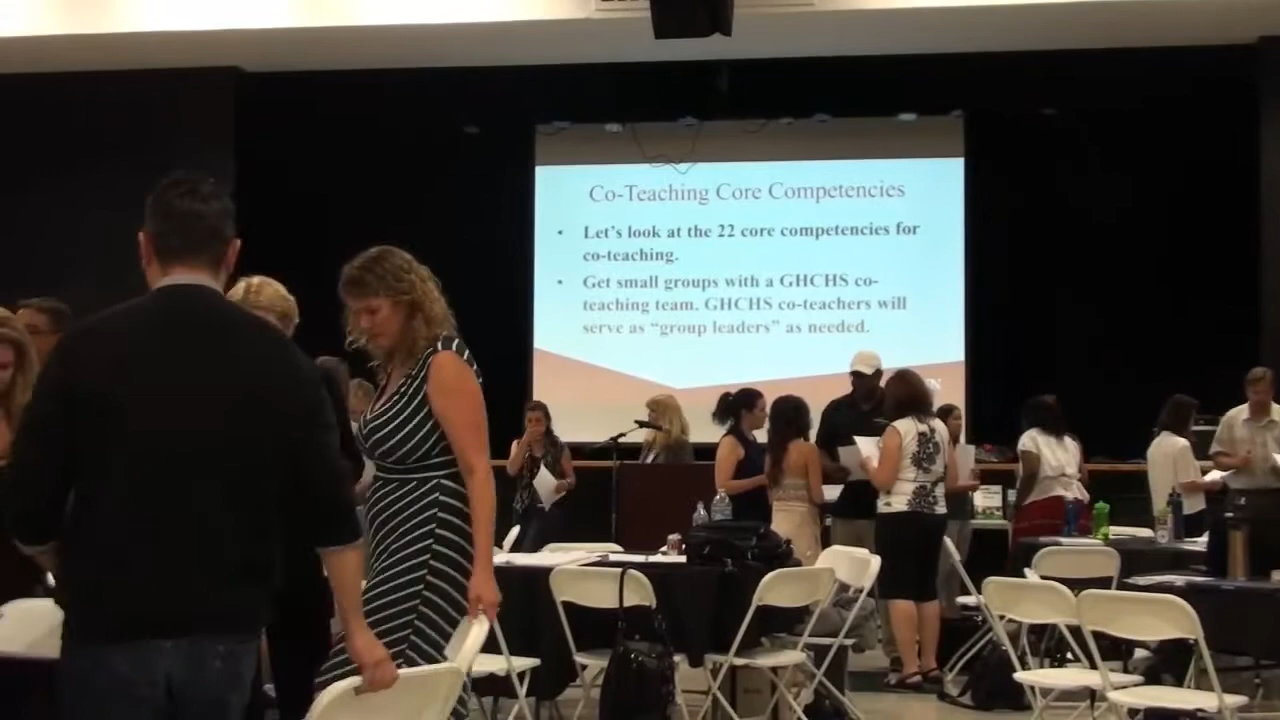 Co-Teaching Core Competencies
• Let's look at the 22 core competencies for
co-teaching.
• Get small groups with a GHCHS co-
teaching team. GHCHS co-teachers will
serve as “group leaders” as needed.